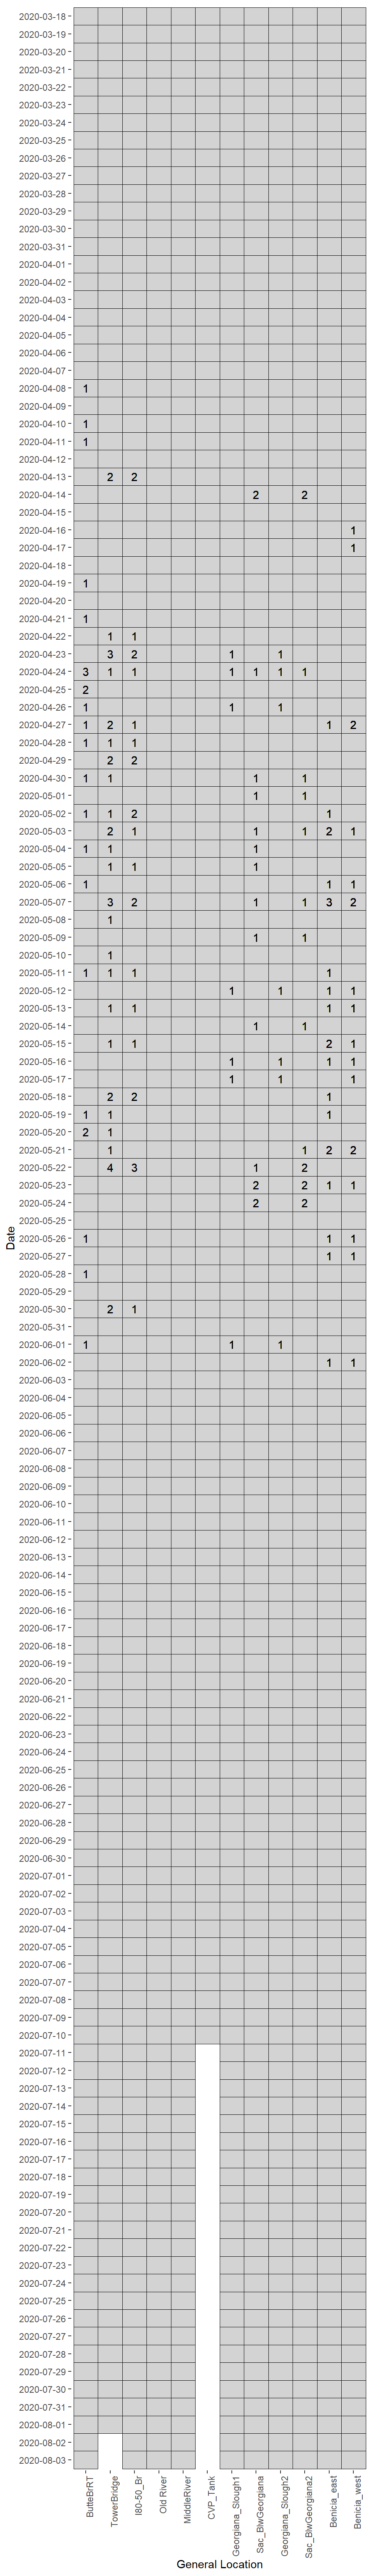 2020-03-18
2020-03-19
2020-03-20
2020-03-21
2020-03-22
2020-03-23
2020-03-24
2020-03-25
2020-03-26
2020-03-27
2020-03-28
2020-03-29
2020-03-30
2020-03-31
2020-04-01
2020-04-02
2020-04-03
2020-04-04
2020-04-05
2020-04-06
2020-04-07
2020-04-08 1
2020-04-09
2020-04-10 1
2020-04-11 1
2020-04-12
2020-04-13 2 2
2020-04-14 2 2
2020-04-15
2020-04-16 1
2020-04-17 1
2020-04-18
2020-04-19 1
2020-04-20
2020-04-21 1
2020-04-22 1 1
2020-04-23 3 2 1 1
2020-04-24 3 1 1 1 1 1 1
2020-04-25 2
2020-04-26 1 1 1
2020-04-27 1 2 1 1 2
2020-04-28 1 1 1
2020-04-29 2 2
2020-04-30 1 1 1 1
2020-05-01 1 1
2020-05-02 1 1 2 1
2020-05-03 2 1 1 1 2 1
2020-05-04 1 1 1
2020-05-05 1 1 1
2020-05-06 1 1 1
2020-05-07 3 2 1 1 3 2
2020-05-08 1
2020-05-09 1 1
2020-05-10 1
2020-05-11 1 1 1 1
2020-05-12 1 1 1 1
2020-05-13 1 1 1 1
2020-05-14 1 1
2020-05-15 1 1 2 1
2020-05-16 1 1 1 1
2020-05-17 1 1 1
2020-05-18 2 2 1
2020-05-19 1 1 1
2020-05-20 2 1
2020-05-21 1 1 2 2
2020-05-22 4 3 1 2
2020-05-23 2 2 1 1
2020-05-24 2 2
2020-05-25
2020-05-26 1 1 1
2020-05-27 1 1
2020-05-28 1
2020-05-29
2020-05-30 2 1
2020-05-31
2020-06-01 1 1 1
2020-06-02 1 1
2020-06-03
2020-06-04
2020-06-05
2020-06-06
2020-06-07
2020-06-08
2020-06-09
2020-06-10
2020-06-11
2020-06-12
2020-06-13
2020-06-14
2020-06-15
2020-06-16
2020-06-17
2020-06-18
2020-06-19
2020-06-20
2020-06-21
2020-06-22
2020-06-23
2020-06-24
2020-06-25
2020-06-26
2020-06-27
2020-06-28
2020-06-29
2020-06-30
2020-07-01
2020-07-02
2020-07-03
2020-07-04
2020-07-05
2020-07-06
2020-07-07
2020-07-08
2020-07-09
2020-07-10
2020-07-11
2020-07-12
2020-07-13
2020-07-14
2020-07-15
2020-07-16
2020-07-17
2020-07-18
2020-07-19
2020-07-20
2020-07-21
2020-07-22
2020-07-23
2020-07-24
2020-07-25
2020-07-26
2020-07-27
2020-07-28
2020-07-29
2020-07-30
2020-07-31
2020-08-01
2020-08-02
2020-08-03
Date
ButteBrRT
TowerBridge
I80-50_Br
Old River
MiddleRiver
CVP_Tank
Georgiana_Slough1
Sac_BlwGeorgiana
Georgiana_Slough2
Sac_BlwGeorgiana2
Benicia_east
Benicia_west
General Location